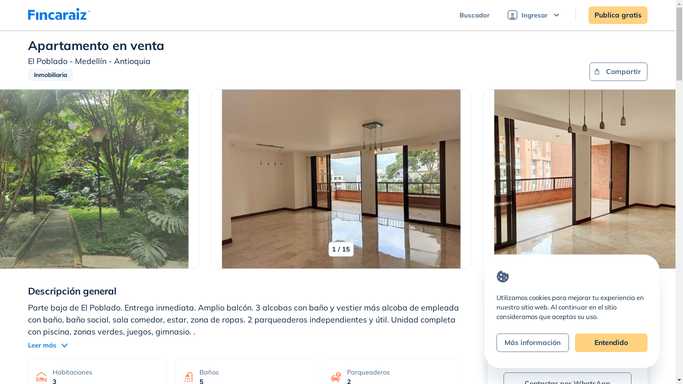 Fincaraiz
Buscador
Ingresar
Publica gratis
Apartamento en venta
El Poblado - Medellín - Antioquia
Inmobiliaria
Compartir
1 / 15
Descripción general
Parte baja de El Poblado. Entrega inmediata. Amplio balcón. 3 alcobas con baño y vestier más alcoba de empleada
con baño, baño social, sala comedor, estar, zona de ropas. 2 parqueaderos independientes y útil. Unidad completa
con piscina, zonas verdes, juegos, gimnasio. .
Leer más
Habitaciones
3
Baños
5
Parqueaderos
2
Utilizamos cookies para mejorar tu experiencia en
nuestro sitio web. Al continuar en el sitio
consideramos que aceptas su uso.
Más información
Entendido
Contactar por WhatsApp